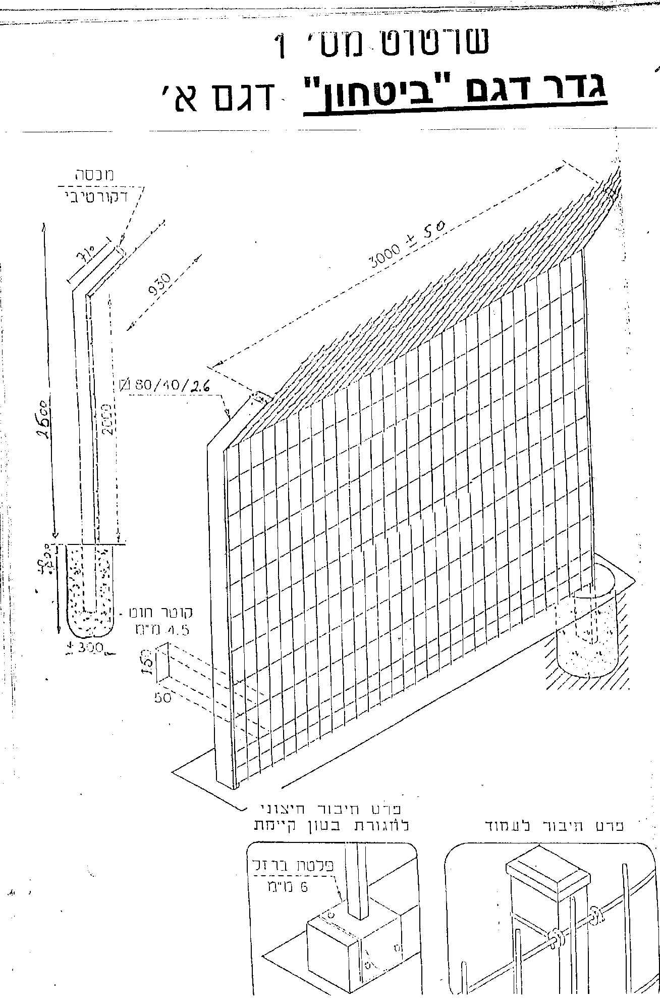 שרטוט מס' 1
גדר דגם "ביטחון" דגם א'
מכסה
דקורטיבי
710
930
3000 ± 50
80/40/2.6
2500
2000
קוטר חוט
4.5 מ"מ
± 300
150
50
פרט חיבור חיצוני
לחגורת בטון קיימת
פרט חיבור לעמוד
פלטת ברזל
6 מ"מ